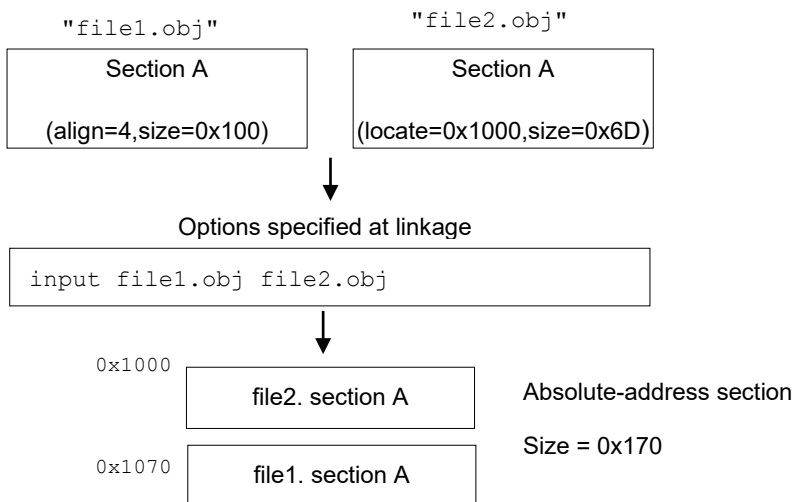 "file1.obj"
"file2.obj"
Section A
(align=4,size=0x100)
Section A
(locate=0x1000,size=0x6D)
Options specified at linkage
input file1.obj file2.obj
0x1000
file2. section A
Absolute-address section
Size = 0x170
0x1070
file1. section A